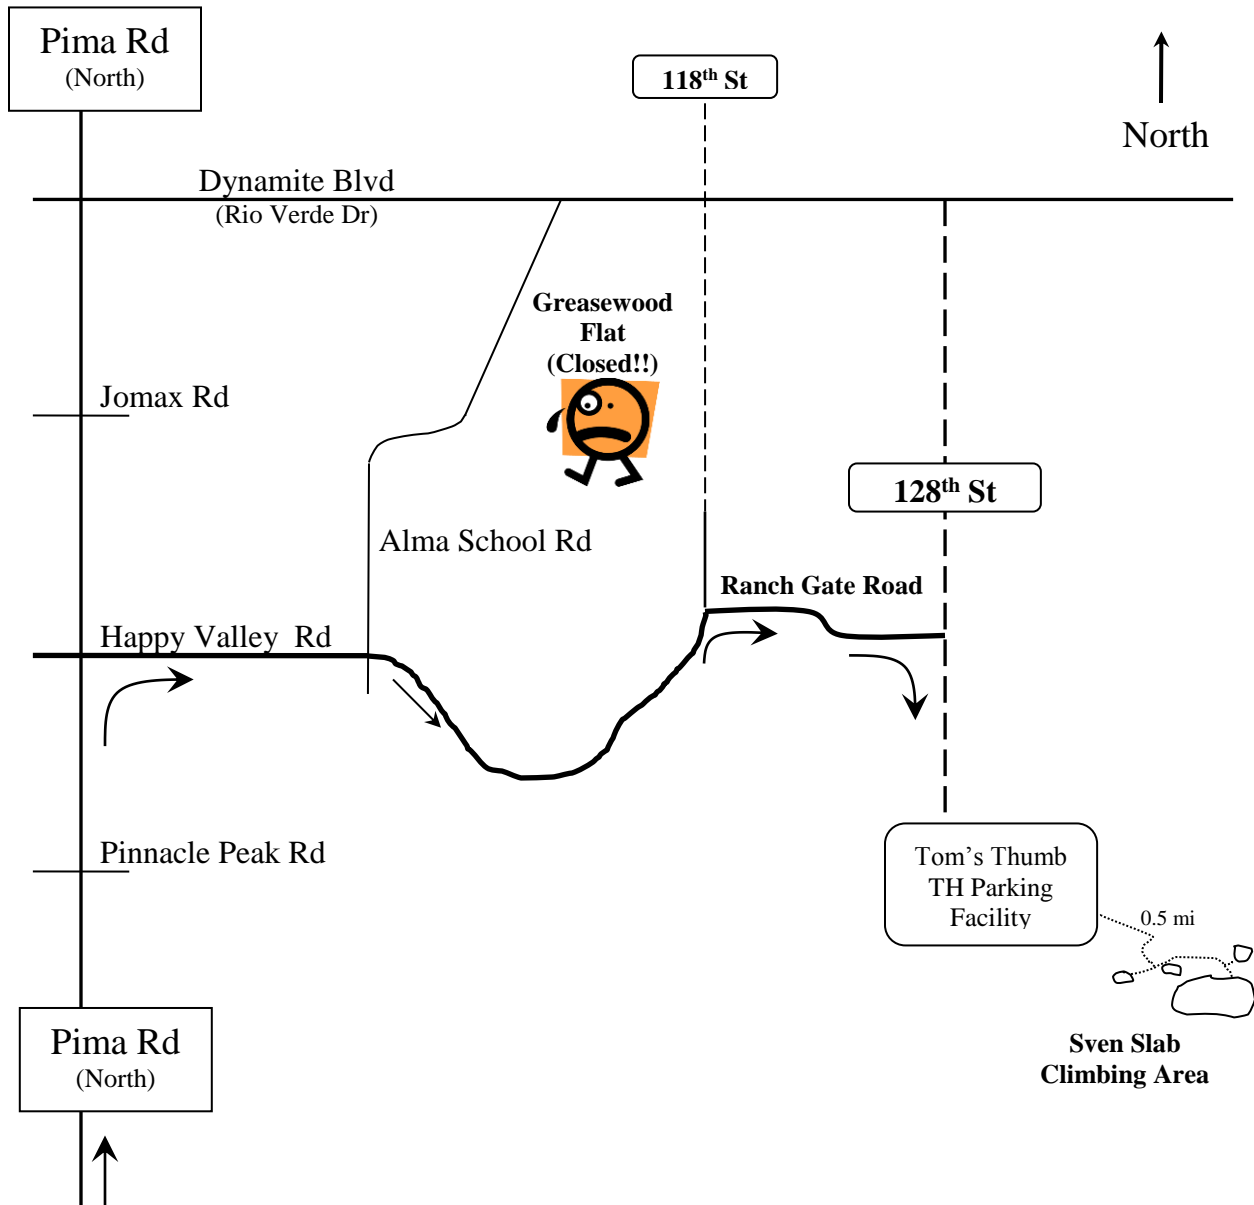 Pima Rd
(North)
118th St
North
Dynamite Blvd
(Rio Verde Dr)
Greasewood
Flat
(Closed!!)
Jomax Rd
128th St
Alma School Rd
Ranch Gate Road
Happy Valley Rd
Pinnacle Peak Rd
Tom’s Thumb
TH Parking
Facility
0.5 mi
Pima Rd
(North)
Sven Slab
Climbing Area